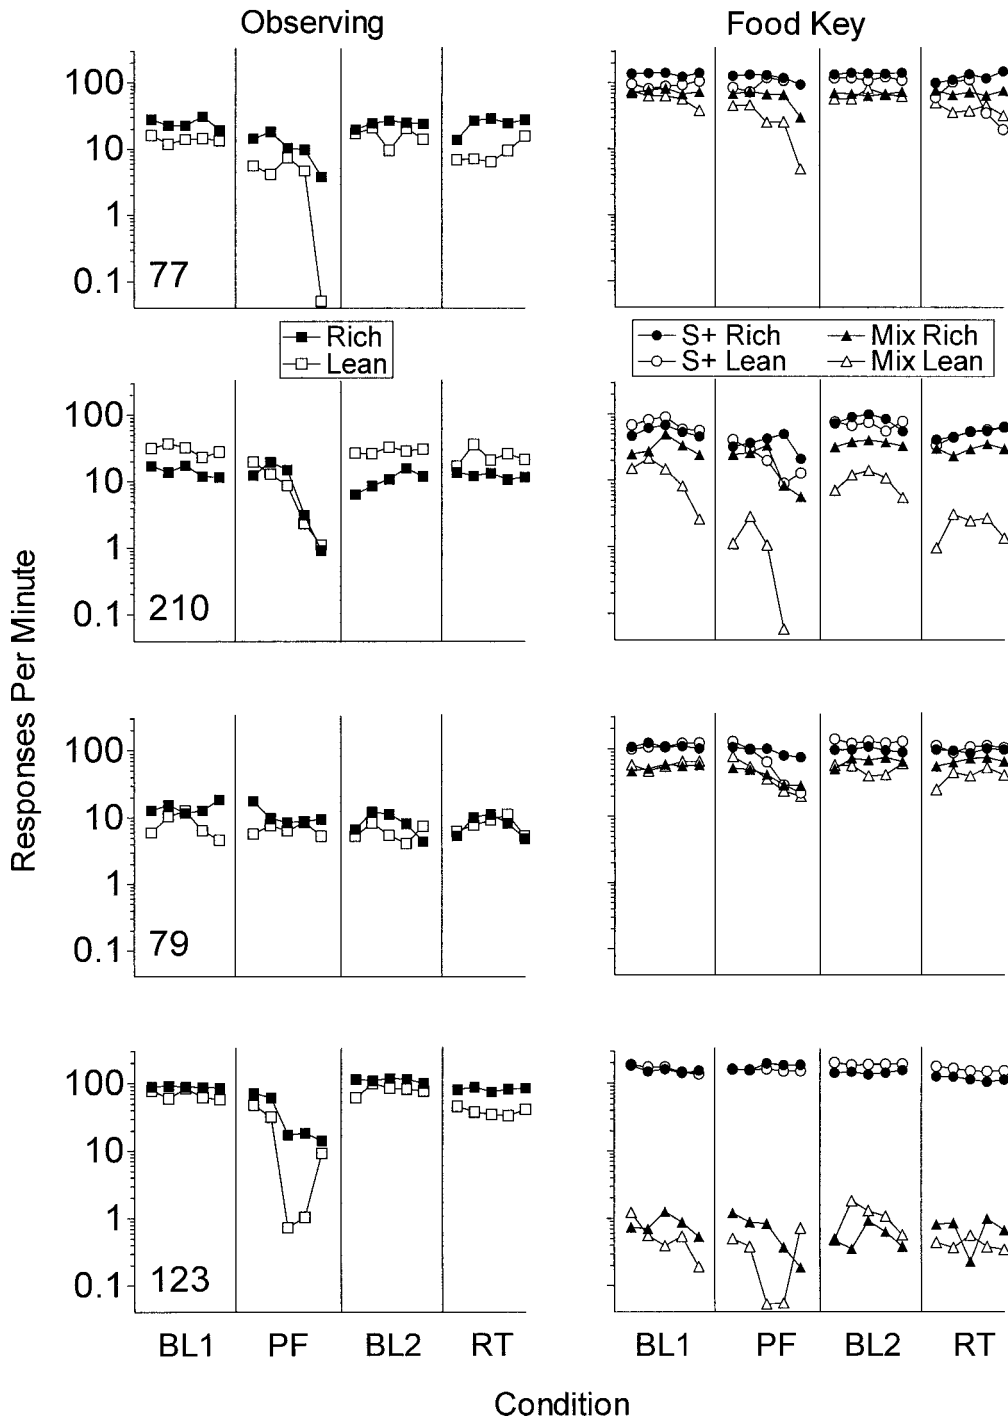 Observing
Food Key
100
10
1
0.1
77
Rich
Lean
S+ Rich
Mix Rich
S+ Lean
Mix Lean
100
10
1
0.1
210
Responses Per Minute
100
10
1
0.1
79
100
10
1
0.1
123
BL1 PF BL2 RT
BL1 PF BL2 RT
Condition